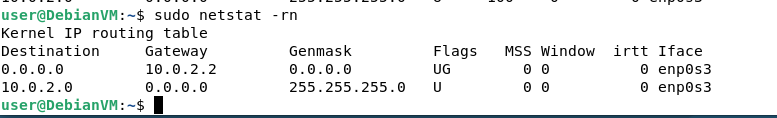 user@DebianVM:~$ sudo netstat -rn
Kernel IP routing table
Destination     Gateway         Genmask         Flags   MSS Window  irtt Iface
0.0.0.0         10.0.2.2        0.0.0.0         UG        0 0          0 enp0s3
10.0.2.0        0.0.0.0         255.255.255.0   U         0 0          0 enp0s3
user@DebianVM:~$